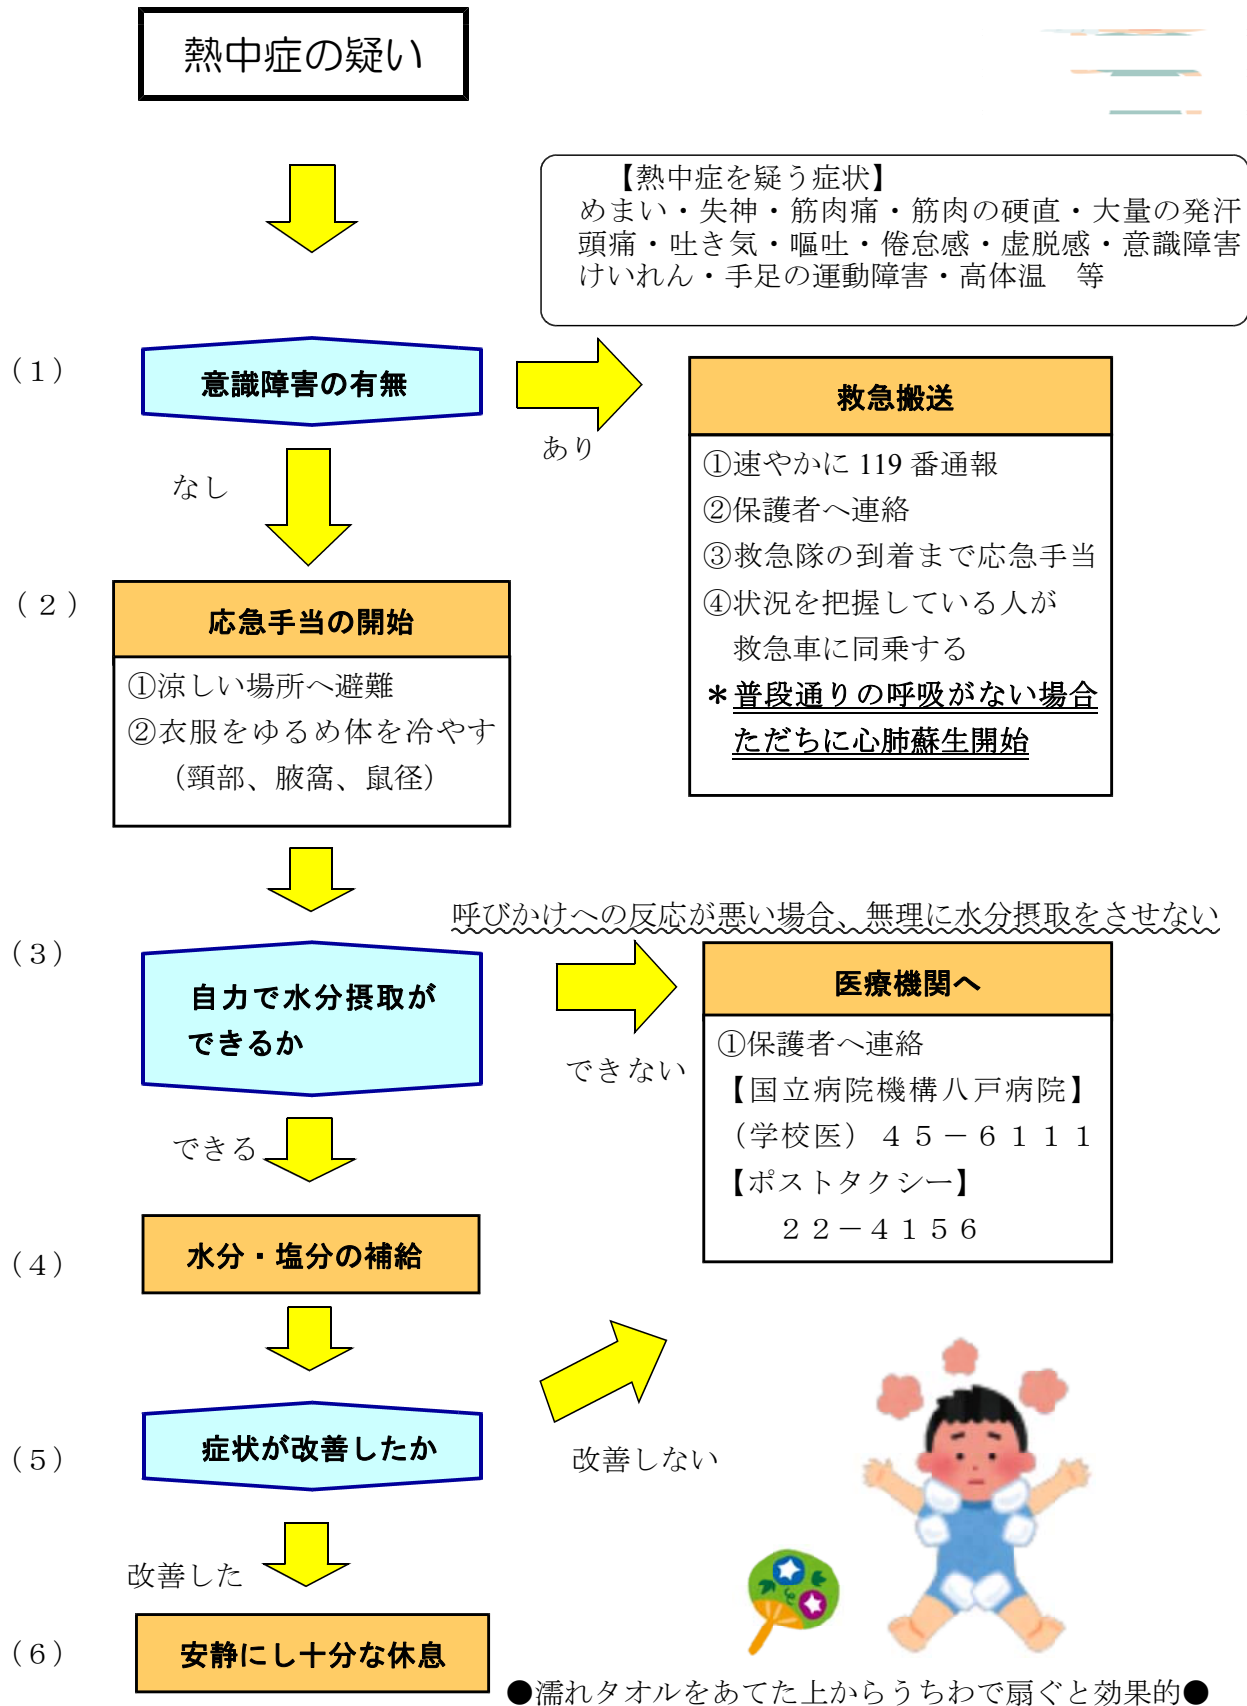 熱中症の疑い
【熱中症を疑う症状】
めまい・失神・筋肉痛・筋肉の硬直・大量の発汗
頭痛・吐き気・嘔吐・倦怠感・虚脱感・意識障害
けいれん・手足の運動障害・高体温　等
（１）
意識障害の有無
あり
なし
救急搬送
①速やかに 119 番通報
②保護者へ連絡
③救急隊の到着まで応急手当
④状況を把握している人が
救急車に同乗する
＊普段通りの呼吸がない場合
ただちに心肺蘇生開始
（２）
応急手当の開始
①涼しい場所へ避難
②衣服をゆるめ体を冷やす
（頸部、腋窩、鼠径）
呼びかけへの反応が悪い場合、無理に水分摂取をさせない
（３）
自力で水分摂取が
できるか
できない
できる
医療機関へ
①保護者へ連絡
【国立病院機構八戸病院】
（学校医）４５－６１１１
【ポストタクシー】
２２－４１５６
（４）
水分・塩分の補給
（５）
症状が改善したか
改善しない
改善した
（６）
安静にし十分な休息
●濡れタオルをあてた上からうちわで扇ぐと効果的●